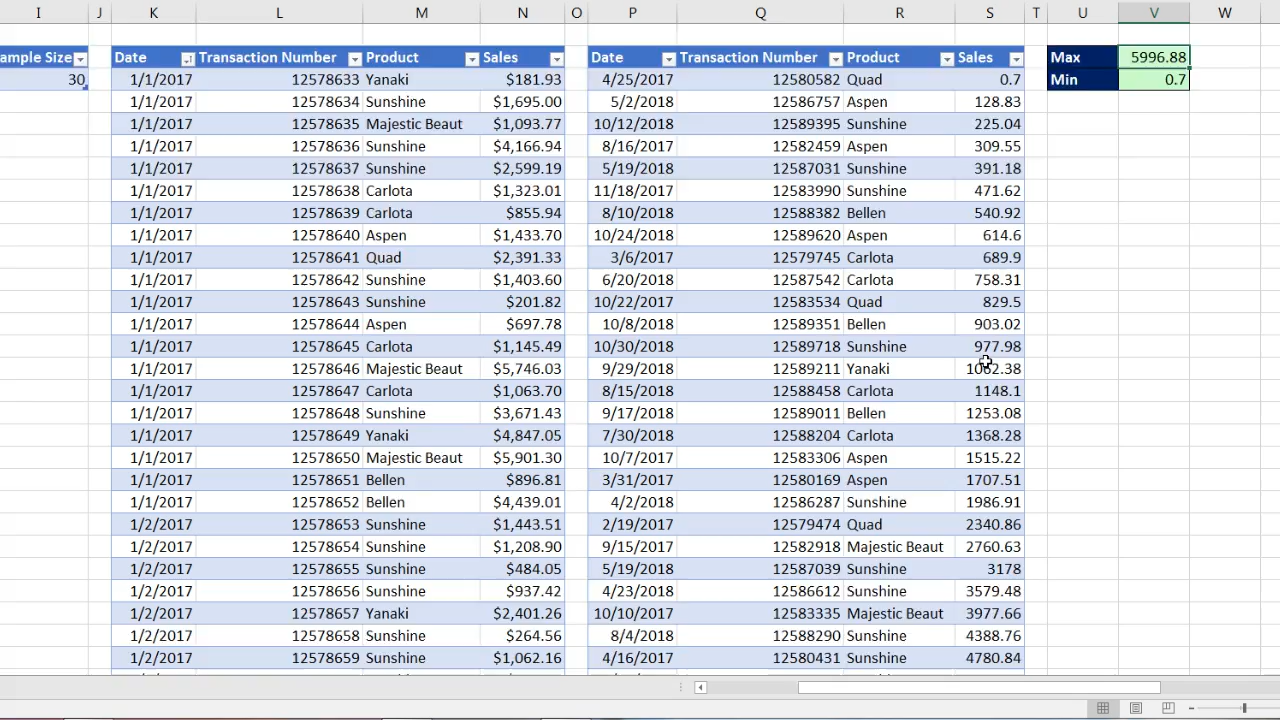 I J K L M N O P Q R S T U V W
ample Size Date Transaction Number Product Sales Date Transaction Number Product Sales Max 5996.88
30 1/1/2017 12578633 Yanaki $181.93 4/25/2017 12580582 Quad 0.7 Min 0.7
1/1/2017 12578634 Sunshine $1,695.00 5/2/2018 12586757 Aspen 128.83
1/1/2017 12578635 Majestic Beaut $1,093.77 10/12/2018 12589395 Sunshine 225.04
1/1/2017 12578636 Sunshine $4,166.94 8/16/2017 12582459 Aspen 309.55
1/1/2017 12578637 Sunshine $2,599.19 5/19/2018 12587031 Sunshine 391.18
1/1/2017 12578638 Carlota $1,323.01 11/18/2017 12583990 Sunshine 471.62
1/1/2017 12578639 Carlota $855.94 8/10/2018 12588382 Bellen 540.92
1/1/2017 12578640 Aspen $1,433.70 10/24/2018 12589620 Aspen 614.6
1/1/2017 12578641 Quad $2,391.33 3/6/2017 12579745 Carlota 689.9
1/1/2017 12578642 Sunshine $1,403.60 6/20/2018 12587542 Carlota 758.31
1/1/2017 12578643 Sunshine $201.82 10/22/2017 12583534 Quad 829.5
1/1/2017 12578644 Aspen $697.78 10/8/2018 12589351 Bellen 903.02
1/1/2017 12578645 Carlota $1,145.49 10/30/2018 12589718 Sunshine 977.98
1/1/2017 12578646 Majestic Beaut $5,746.03 9/29/2018 12589211 Yanaki
1/1/2017 12578647 Carlota $1,063.70 8/15/2018 12588458 Carlota 1148.1
1/1/2017 12578648 Sunshine $3,671.43 9/17/2018 12589011 Bellen 1253.08
1/1/2017 12578649 Yanaki $4,847.05 7/30/2018 12588204 Carlota 1368.28
1/1/2017 12578650 Majestic Beaut $5,901.30 10/7/2017 12583306 Aspen 1515.22
1/1/2017 12578651 Bellen $896.81 3/31/2017 12580169 Aspen 1707.51
1/1/2017 12578652 Bellen $4,439.01 4/2/2018 12586287 Sunshine 1986.91
1/2/2017 12578653 Sunshine $1,443.51 2/19/2017 12579474 Quad 2340.86
1/2/2017 12578654 Sunshine $1,208.90 9/15/2017 12582918 Majestic Beaut 2760.63
1/2/2017 12578655 Sunshine $484.05 5/19/2018 12587039 Sunshine 3178
1/2/2017 12578656 Sunshine $937.42 4/23/2018 12586612 Sunshine 3579.48
1/2/2017 12578657 Yanaki $2,401.26 10/10/2017 12583335 Majestic Beaut 3977.66
1/2/2017 12578658 Sunshine $264.56 8/4/2018 12588290 Sunshine 4388.76
1/2/2017 12578659 Sunshine $1,062.16 4/16/2017 12580431 Sunshine 4780.84